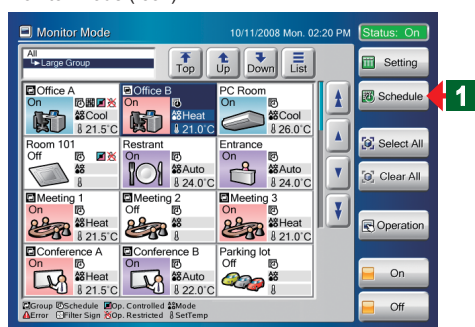 Monitor Mode
10/11/2008 Mon. 02:20 PM
Status: On
All
Large Group
Top
Up
Down
List
Setting
Schedule
1
Select All
Clear All
Operation
On
Off
Office A
On
Cool
21.5°C
Office B
On
Heat
21.0°C
PC Room
On
Cool
26.0°C
Room 101
Off
Restrant
On
Auto
24.0°C
Entrance
On
Auto
24.0°C
Meeting 1
On
Heat
21.5°C
Meeting 2
Off
Meeting 3
On
Heat
21.0°C
Conference A
On
Heat
21.5°C
Conference B
On
Auto
22.0°C
Parking lot
Off
Group Schedule Op. Controlled Mode
Error Filter Sign Op. Restricted SetTemp